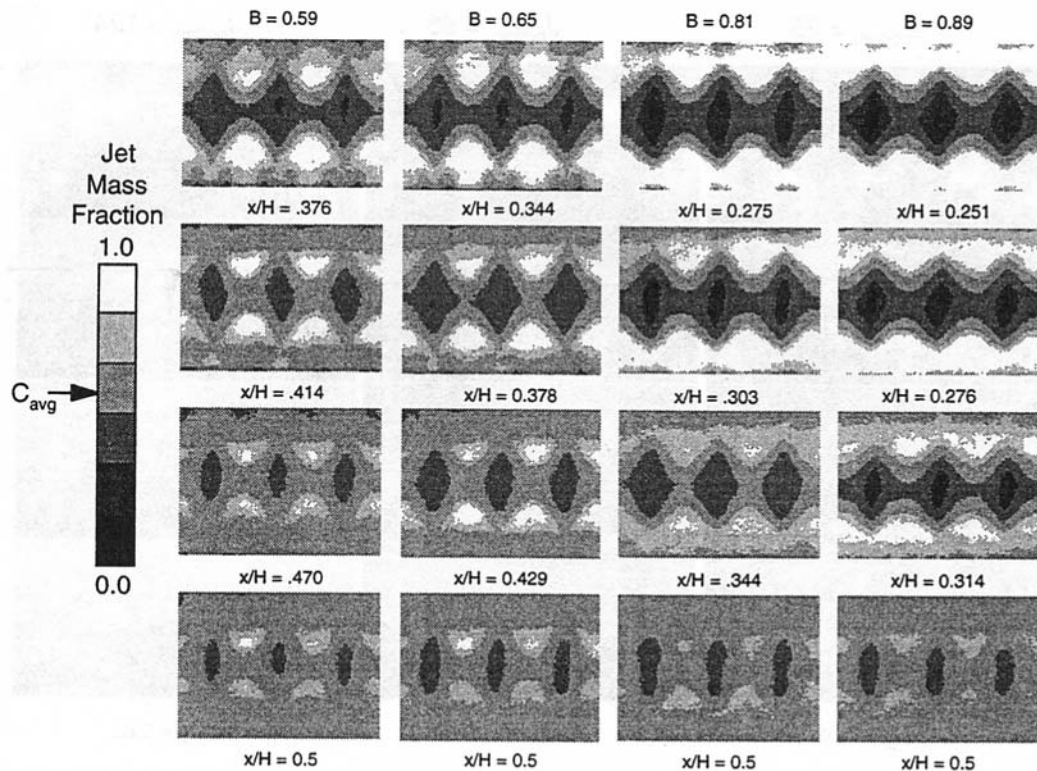 B = 0.59 B = 0.65 B = 0.81 B = 0.89
Jet
Mass
Fraction
1.0
C avg
0.0
x/H = .376 x/H = 0.344 x/H = 0.275 x/H = 0.251
x/H = .414 x/H = 0.378 x/H = .303 x/H = 0.276
x/H = .470 x/H = 0.429 x/H = .344 x/H = 0.314
x/H = 0.5 x/H = 0.5 x/H = 0.5 x/H = 0.5